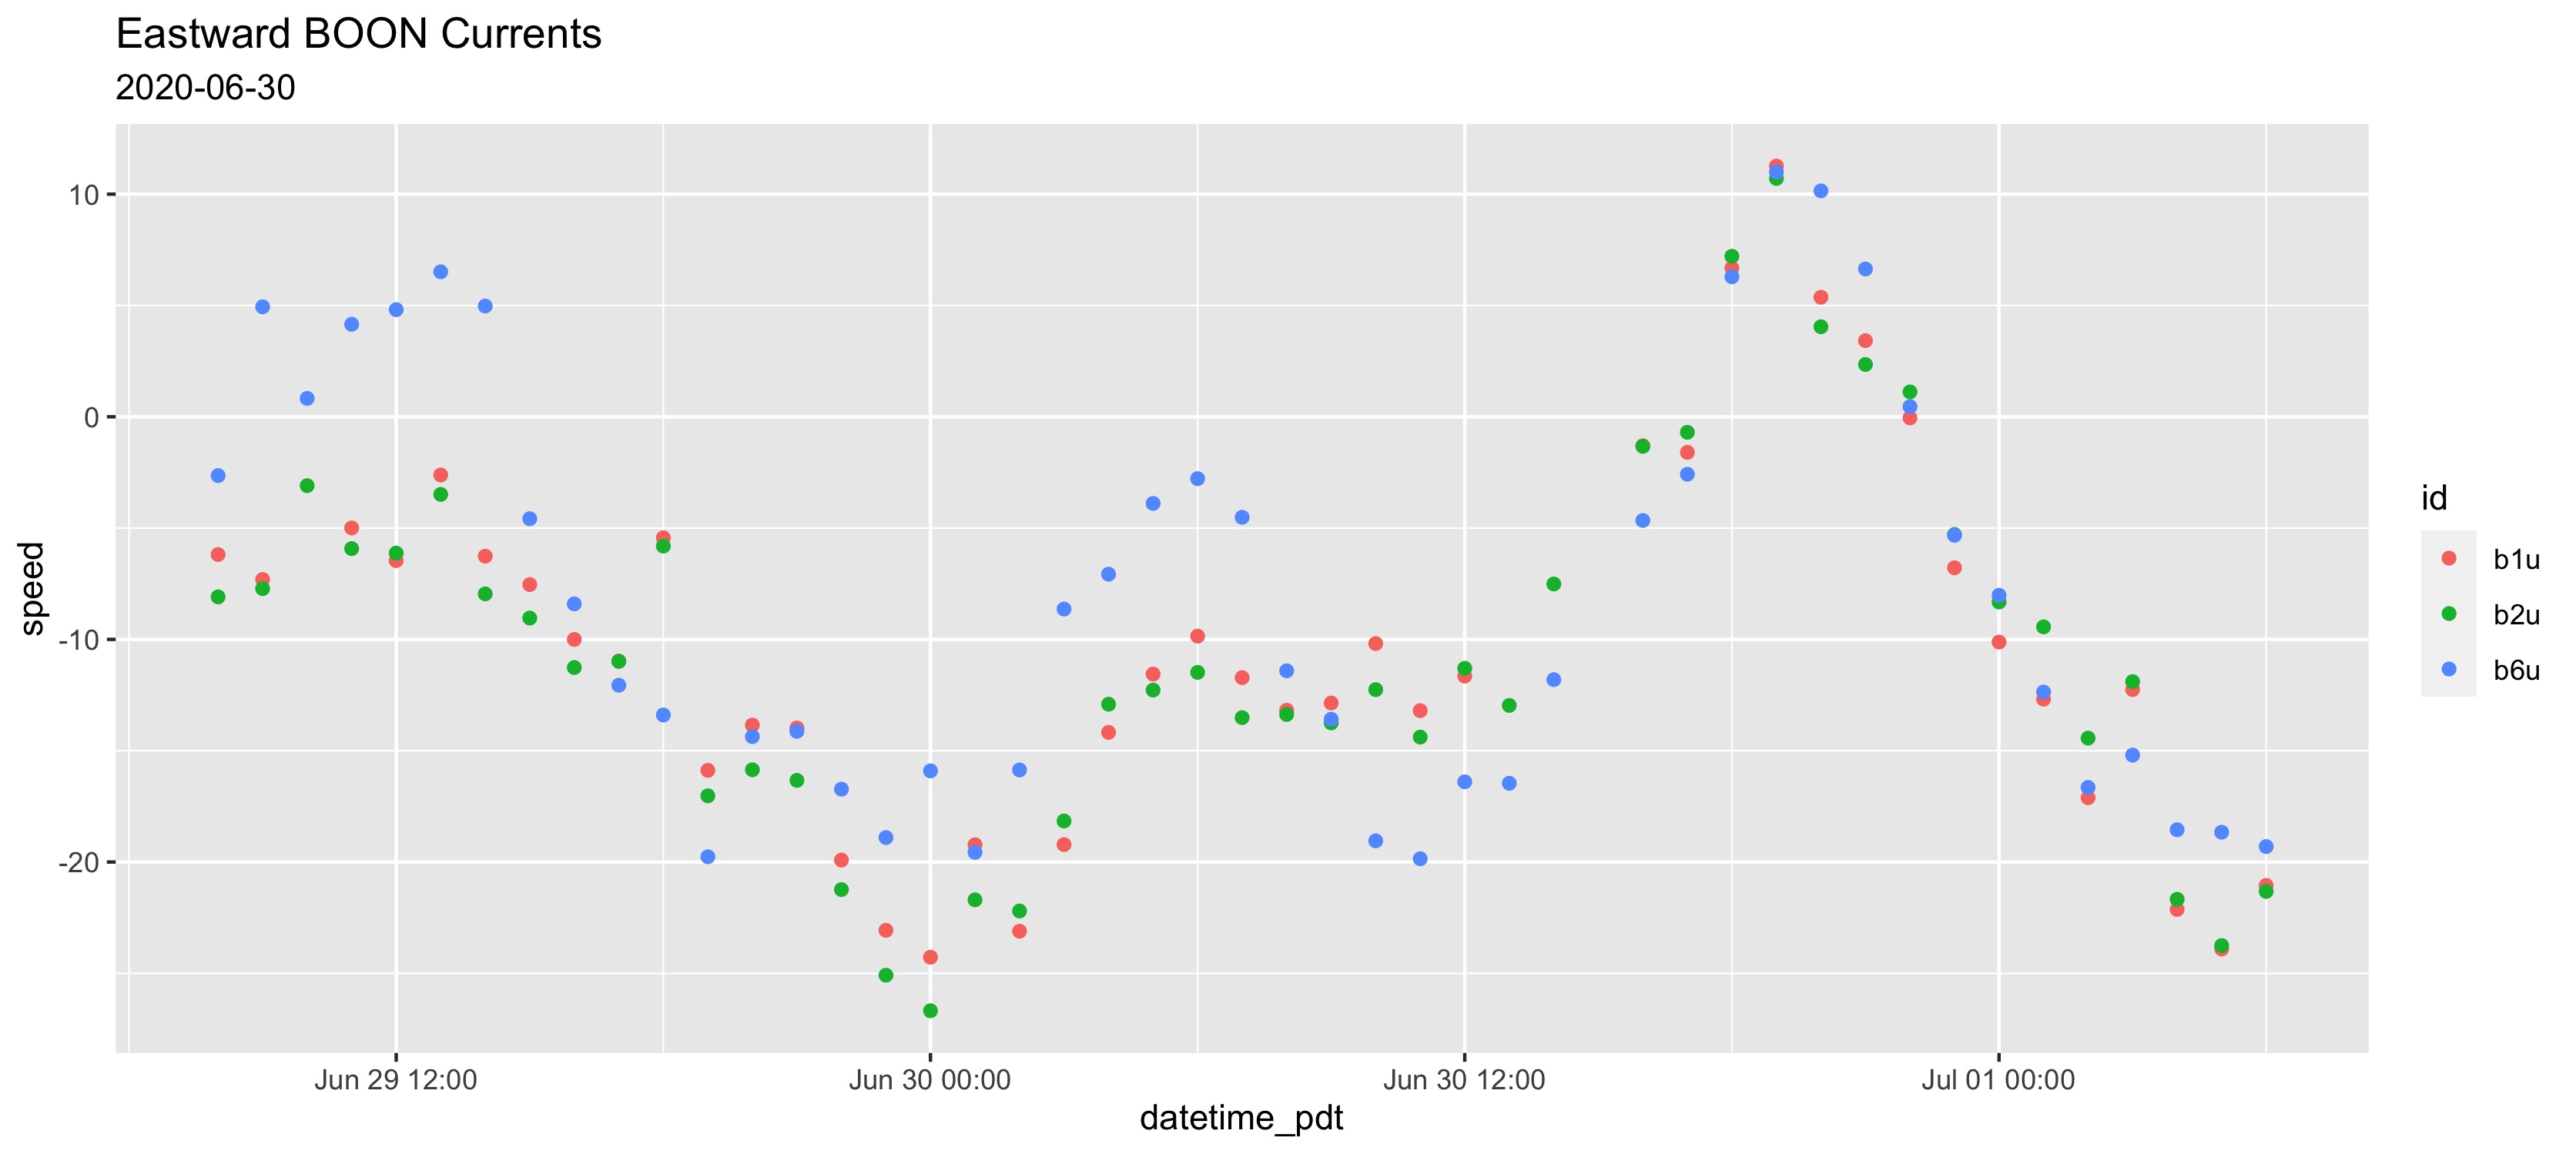 Eastward BOON Currents
2020-06-30
10
0
-10
-20
speed
Jun 29 12:00
Jun 30 00:00
Jun 30 12:00
Jul 01 00:00
datetime_pdt
id
b1u
b2u
b6u